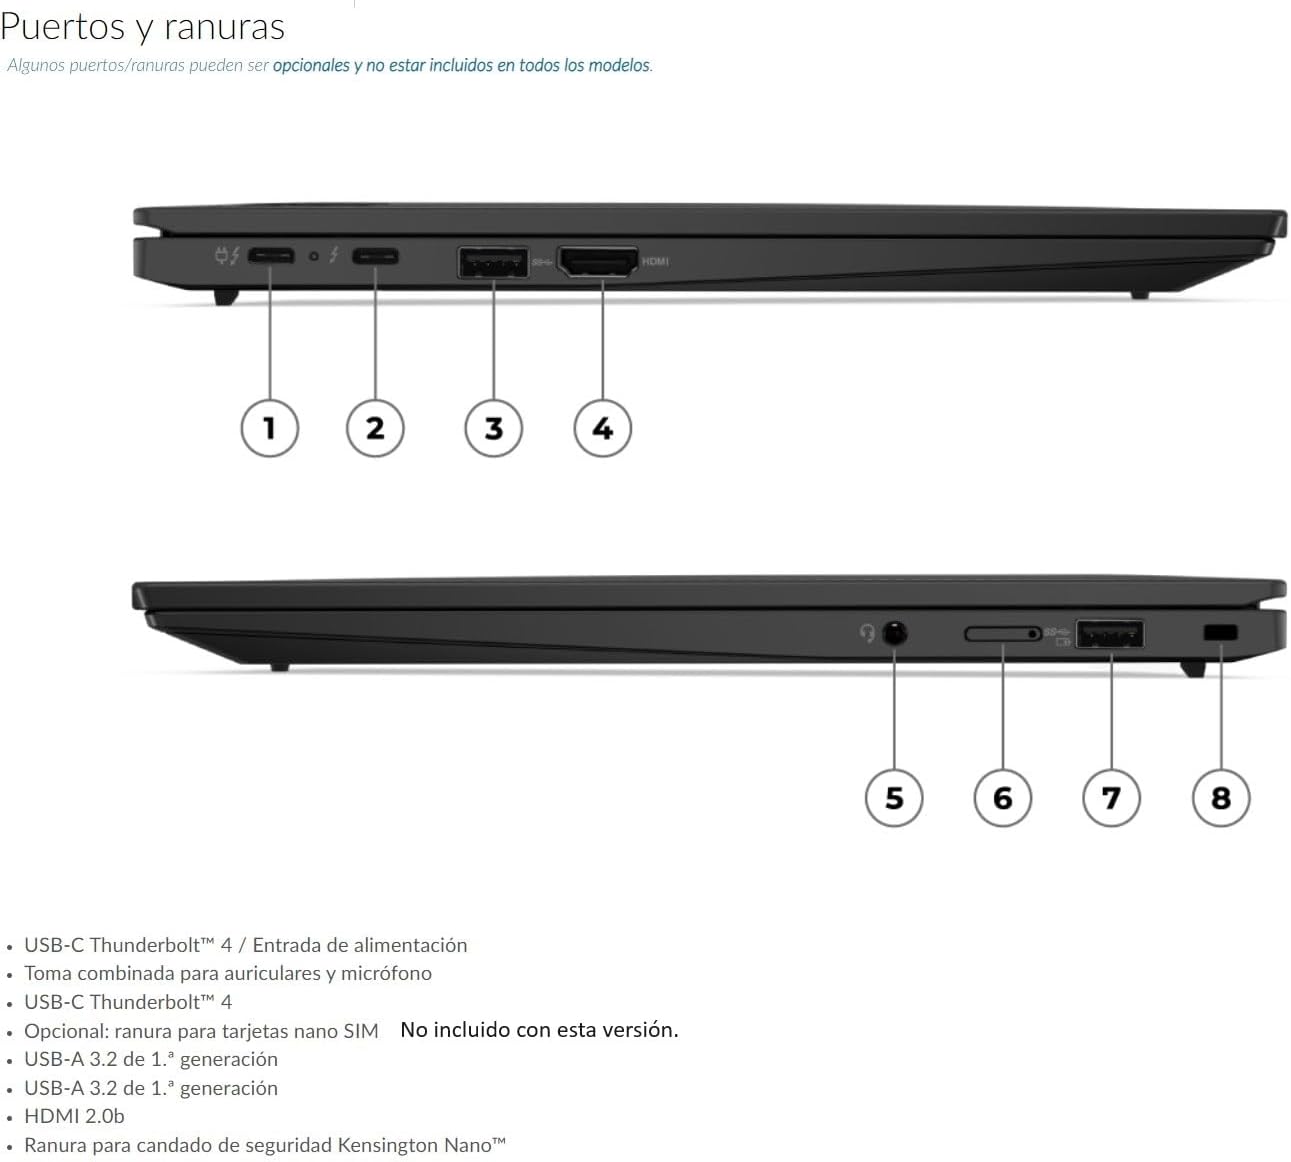 Puertos y ranuras
Algunos puertos/ranuras pueden ser opcionales y no estar incluidos en todos los modelos.
HDMI
1
2
3
4
5
6
7
8
USB-C Thunderbolt™ 4 / Entrada de alimentación
Toma combinada para auriculares y micrófono
USB-C Thunderbolt™ 4
Opcional: ranura para tarjetas nano SIM No incluido con esta versión.
USB-A 3.2 de 1.ª generación
USB-A 3.2 de 1.ª generación
HDMI 2.0b
Ranura para candado de seguridad Kensington Nano™